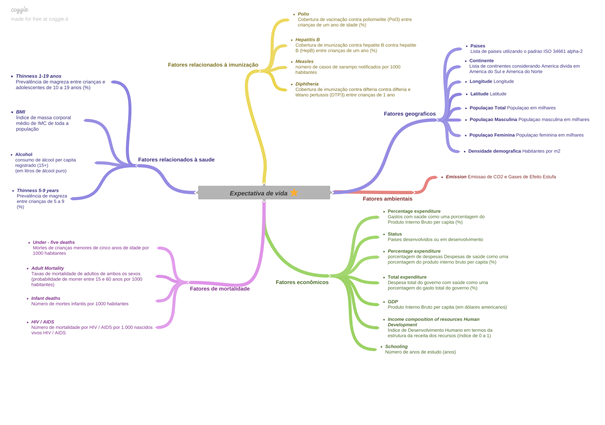 coggle
made for free at coggle.it
Expectativa de vida
Fatores relacionados à imunização
Polio
Cobertura de vacinação contra poliomielite (Pol3) entre
crianças de um ano de idade (%)
Hepatitis B
Cobertura de imunização contra hepatite B contra hepatite
B (HepB) entre crianças de um ano (%)
Measles
número de casos de sarampo notificados por 1000
habitantes
Diphtheria
Cobertura de imunização contra difteria contra difteria e
tétano pertussis (DTP3) entre crianças de 1 ano
Fatores geograficos
Países
Lista de países utilizando o padrao ISO 34661 alpha-2
Continente
Lista de continentes considerando America divida em
America do Sul e America do Norte
Longitude Longitude
Latitude Latitude
Populaçao Total Populaçao em milhares
Populaçao Masculina Populaçao masculina em milhares
Populaçao Feminina Populaçao feminina em milhares
Densidade demografica Habitantes por m2
Fatores ambientais
Emission Emissao de CO2 e Gases de Efeito Estufa
Fatores econômicos
Percentage expenditure
Gastos com saúde como uma porcentagem do
Produto Interno Bruto per capita (%)
Status
Países desenvolvidos ou em desenvolvimento
Percentage expenditure
porcentagem de despesas Despesas de saúde como uma
porcentagem do produto interno bruto per capita (%)
Total expenditure
Despesa total do governo com saúde como uma
porcentagem do gasto total do governo (%)
GDP
Produto Interno Bruto per capita (em dólares americanos)
Income composition of resources Human
Development
Índice de Desenvolvimento Humano em termos da
estrutura da receita dos recursos (índice de 0 a 1)
Schooling
Número de anos de estudo (anos)
Fatores relacionados à saude
Thinness 1-19 anos
Prevalência de magreza entre crianças e
adolescentes de 10 a 19 anos (%)
BMI
Índice de massa corporal
médio de IMC de toda a
população
Alcohol
consumo de álcool per capita
registrado (15+)
(em litros de álcool puro)
Thinness 5-9 years
Prevalência de magreza
entre crianças de 5 a 9
(%)
Fatores de mortalidade
Under - five deaths
Mortes de crianças menores de cinco anos de idade por
1000 habitantes
Adult Mortality
Taxas de mortalidade de adultos de ambos os sexos
(probabilidade de morrer entre 15 e 60 anos por 1000
habitantes)
Infant deaths
Número de mortes infantis por 1000 habitantes
HIV / AIDS
Número de mortalidade por HIV / AIDS por 1.000 nascidos
vivos HIV / AIDS